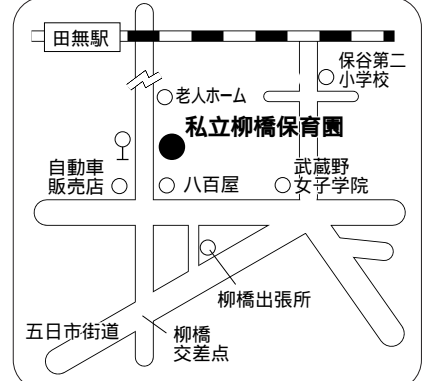 田無駅
保谷第二
小学校
老人ホーム
私立柳橋保育園
自動車
販売店
八百屋
武蔵野
女子学院
柳橋出張所
五日市街道
柳橋
交差点